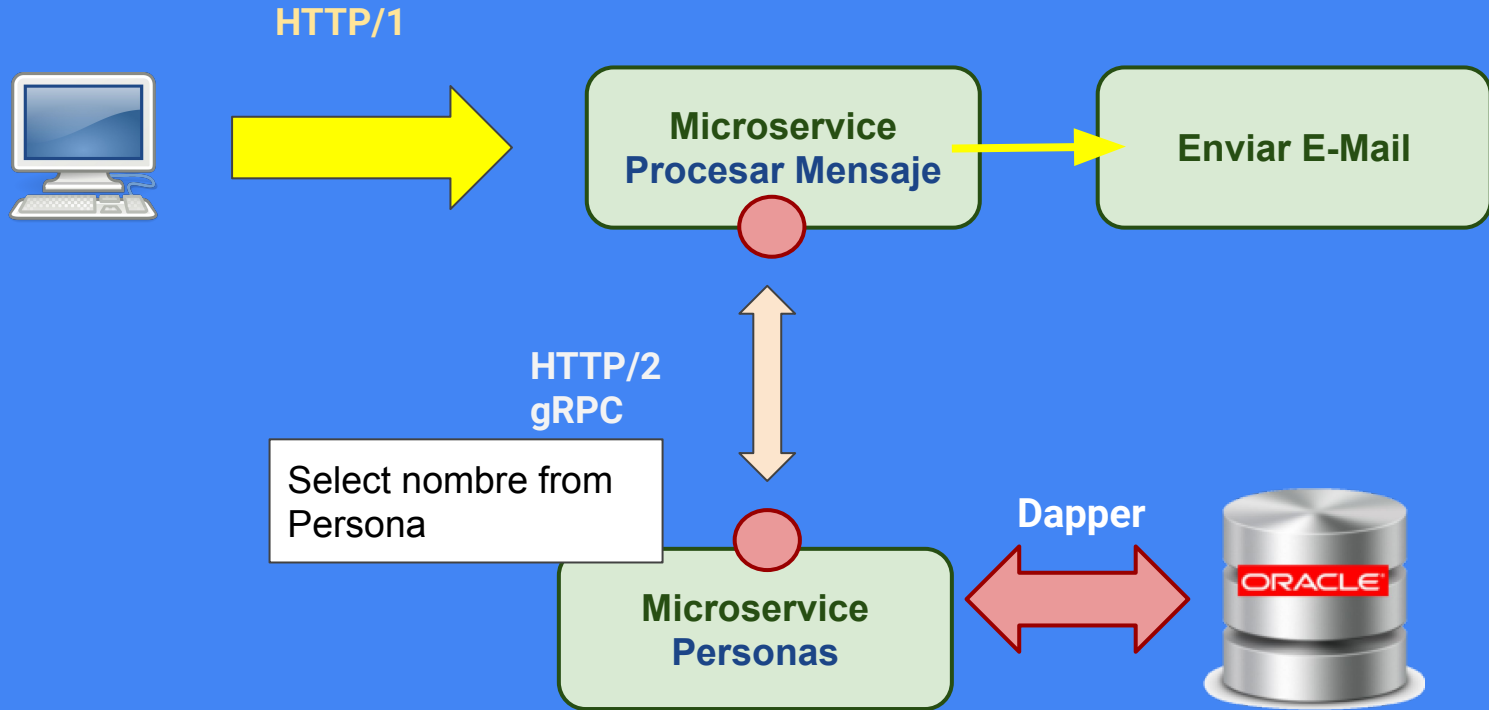 HTTP/1
Microservice
Procesar Mensaje
Enviar E-Mail
HTTP/2
gRPC
Select nombre from
Persona
Dapper
ORACLE
Microservice
Personas